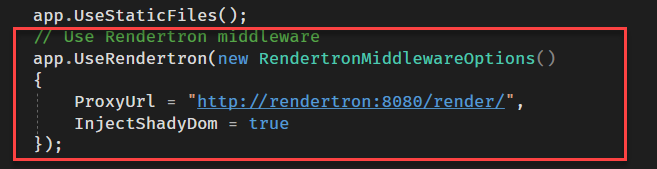 app.UseStaticFiles();
// Use Rendertron middleware
app.UseRendertron(new RendertronMiddlewareOptions()
{
    ProxyUrl = "http://rendertron:8080/render/",
    InjectShadyDom = true
});